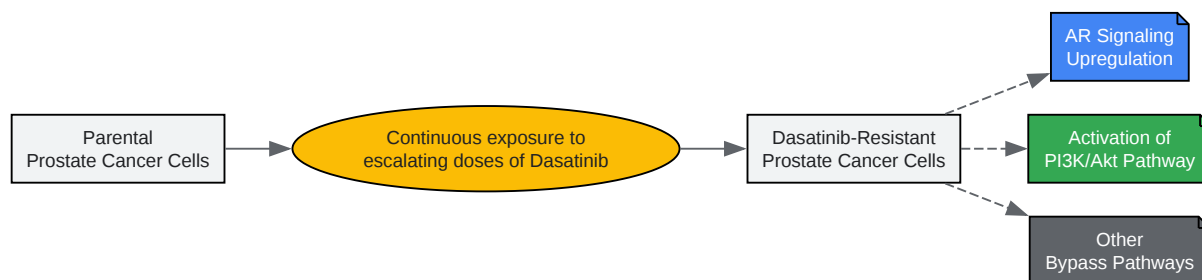 Parental
Prostate Cancer Cells
Continuous exposure to
escalating doses of Dasatinib
Dasatinib-Resistant
Prostate Cancer Cells
AR Signaling
Upregulation
Activation of
PI3K/Akt Pathway
Other
Bypass Pathways